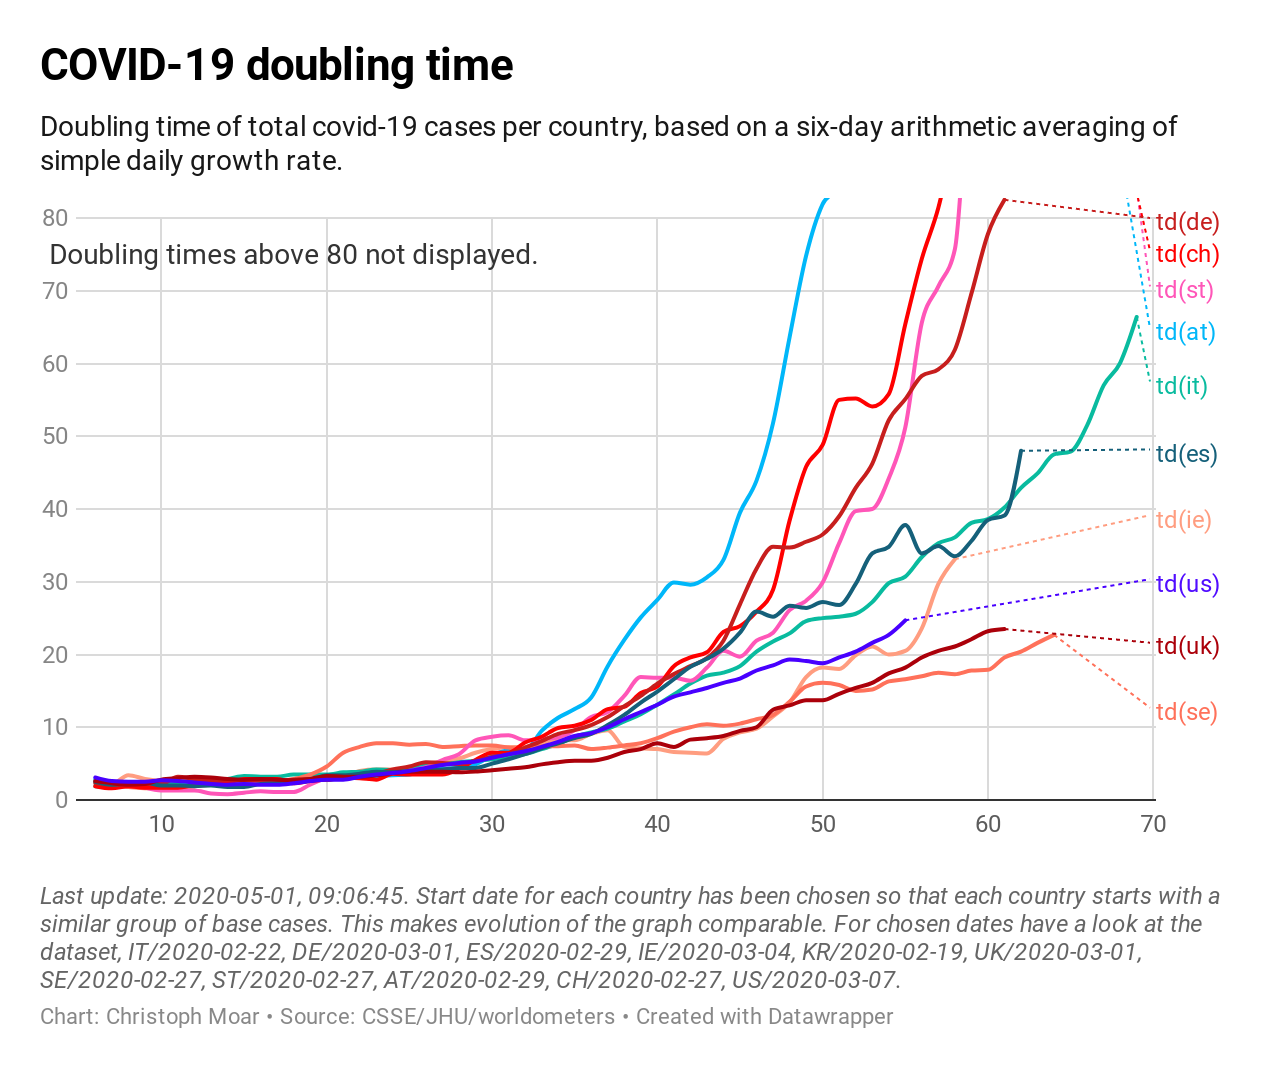 COVID-19 doubling time
Doubling time of total covid-19 cases per country, based on a six-day arithmetic averaging of
simple daily growth rate.
80
Doubling times above 80 not displayed.
70
60
50
40
30
20
10
0
10
20
30
40
50
60
70
td(de)
td(ch)
td(st)
td(at)
td(it)
td(es)
td(ie)
td(us)
td(uk)
td(se)
Last update: 2020-05-01, 09:06:45. Start date for each country has been chosen so that each country starts with a
similar group of base cases. This makes evolution of the graph comparable. For chosen dates have a look at the
dataset, IT/2020-02-22, DE/2020-03-01, ES/2020-02-29, IE/2020-03-04, KR/2020-02-19, UK/2020-03-01,
SE/2020-02-27, ST/2020-02-27, AT/2020-02-29, CH/2020-02-27, US/2020-03-07.
Chart: Christoph Moar • Source: CSSE/JHU/worldometers • Created with Datawrapper